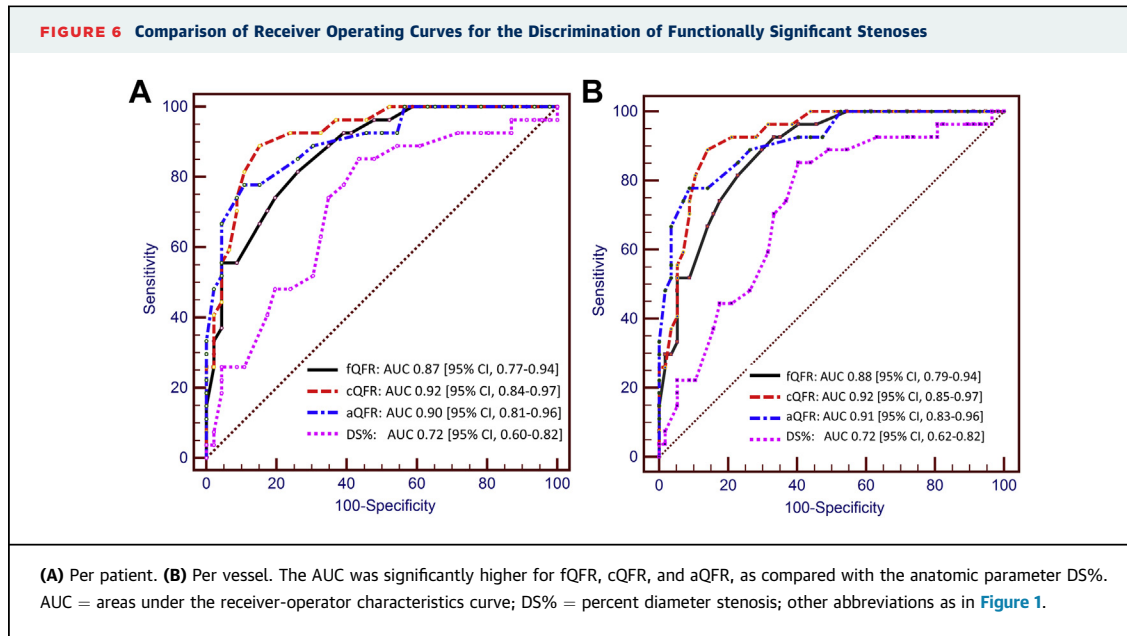 FIGURE 6 Comparison of Receiver Operating Curves for the Discrimination of Functionally Significant Stenoses
A
100
80
60
40
20
0
Sensitivity
fQFR: AUC 0.87 [95% CI, 0.77-0.94]
cQFR: AUC 0.92 [95% CI, 0.84-0.97]
aQFR: AUC 0.90 [95% CI, 0.81-0.96]
DS%: AUC 0.72 [95% CI, 0.60-0.82]
0 20 40 60 80 100
100-Specificity
B
100
80
60
40
20
0
Sensitivity
fQFR: AUC 0.88 [95% CI, 0.79-0.94]
cQFR: AUC 0.92 [95% CI, 0.85-0.97]
aQFR: AUC 0.91 [95% CI, 0.83-0.96]
DS%: AUC 0.72 [95% CI, 0.62-0.82]
0 20 40 60 80 100
100-Specificity
(A) Per patient. (B) Per vessel. The AUC was significantly higher for fQFR, cQFR, and aQFR, as compared with the anatomic parameter DS%.
AUC = areas under the receiver-operator characteristics curve; DS% = percent diameter stenosis; other abbreviations as in Figure 1.